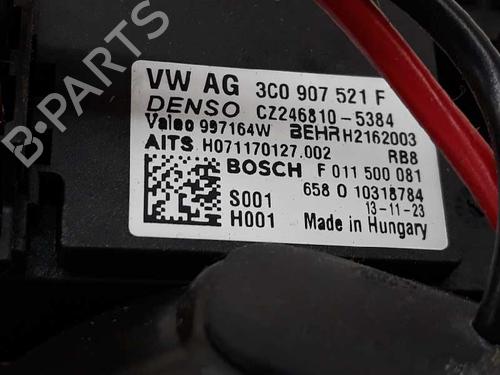 VW AG 3C0 907 521 F
DENSO CZ246810-5384
Valeo 997164W BEHR H2162003
AITS H071170127.002 RB8
BOSCH F 011 500 081
658 0 10318784
S001 13-11-23
H001 Made in Hungary
B-PARTS